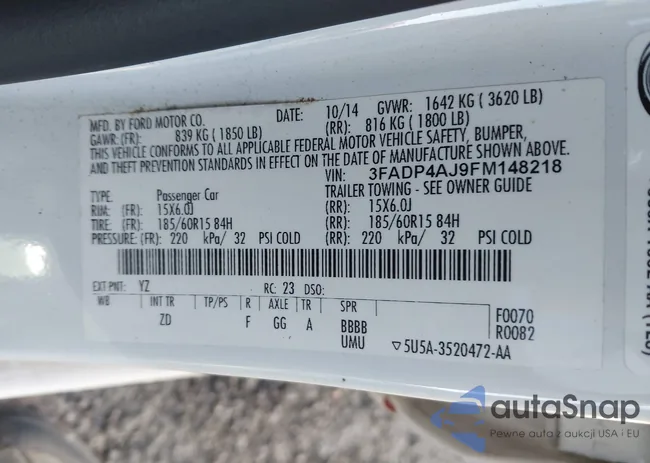 MFD. BY FORD MOTOR CO. DATE: 10/14 GVWR: 1642 KG ( 3620 LB)
GAWR: (FR): 839 KG ( 1850 LB) (RR): 816 KG ( 1800 LB)
THIS VEHICLE CONFORMS TO ALL APPLICABLE FEDERAL MOTOR VEHICLE SAFETY, BUMPER,
AND THEFT PREVENTION STANDARDS IN EFFECT ON THE DATE OF MANUFACTURE SHOWN ABOVE.
VIN: 3FADP4AJ9FM148218
TYPE: Passenger Car TRAILER TOWING - SEE OWNER GUIDE
RIM: (FR): 15X6.0J (RR): 15X6.0J
TIRE: (FR): 185/60R15 84H (RR): 185/60R15 84H
PRESSURE: (FR): 220 kPa/ 32 PSI COLD (RR): 220 kPa/ 32 PSI COLD
EXT PNT: YZ RC: 23 DSO:
WB INT TR TP/PS R AXLE TR SPR F0070
ZD F GG A BBBB R0082
UMU ▽5U5A-3520472-AA
autaSnap
Pewne auta z aukcji USA i EU